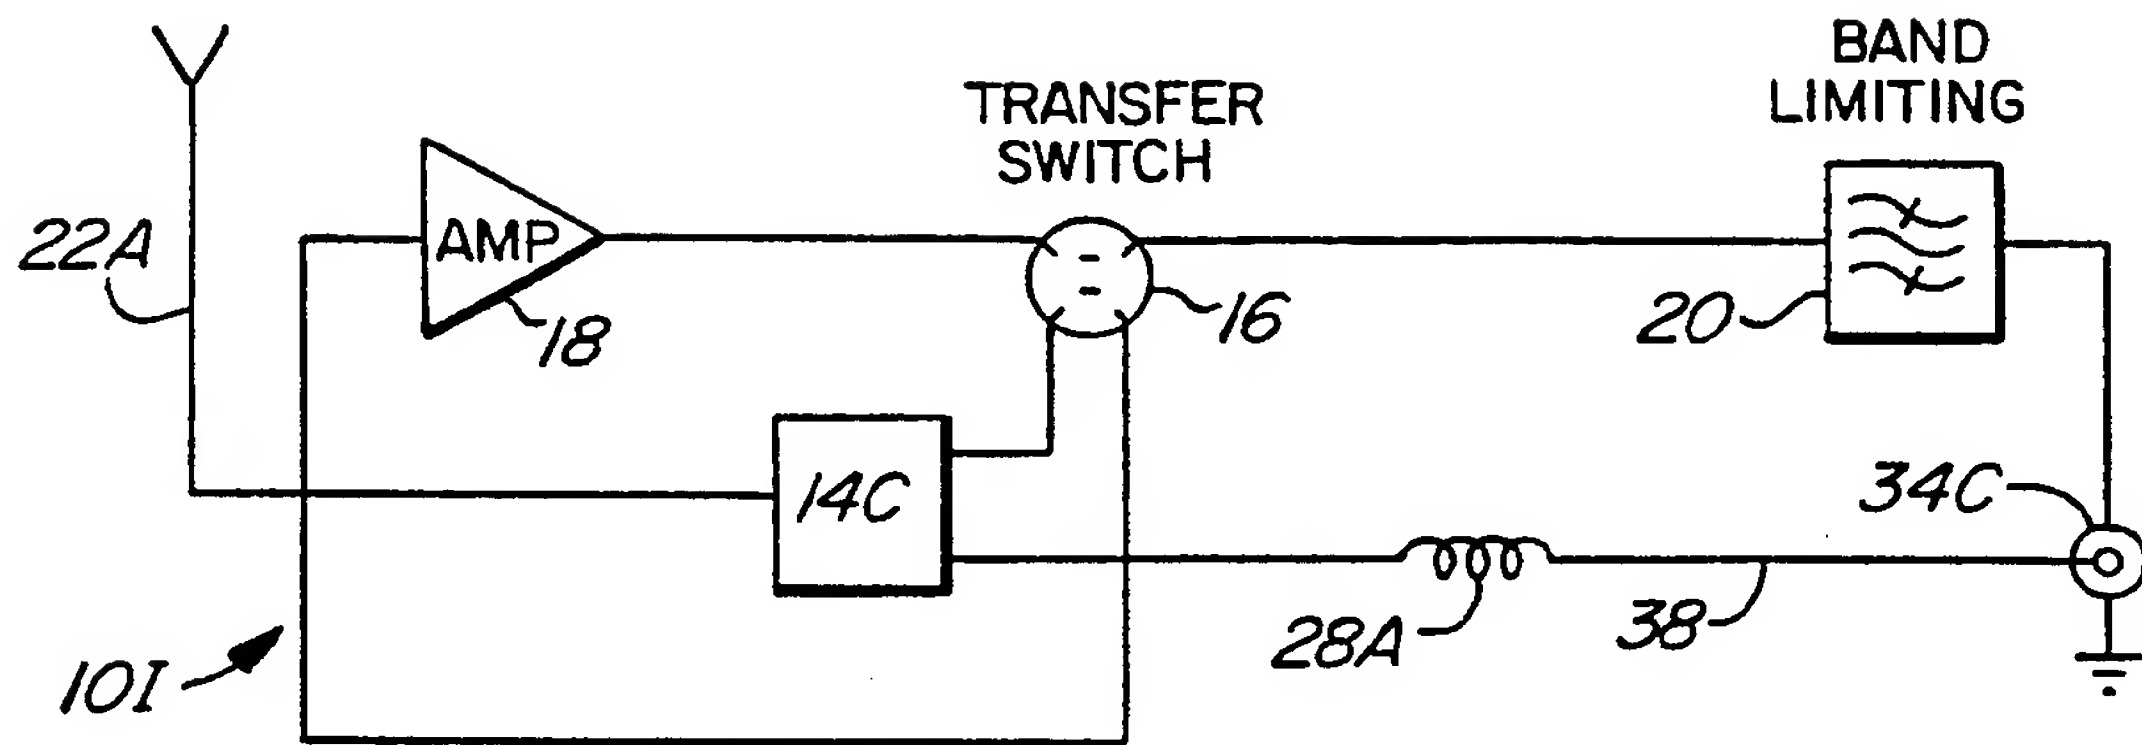 BAND
LIMITING
TRANSFER
SWITCH
22A
AMP
18
16
20
14C
34C
28A
38
10I